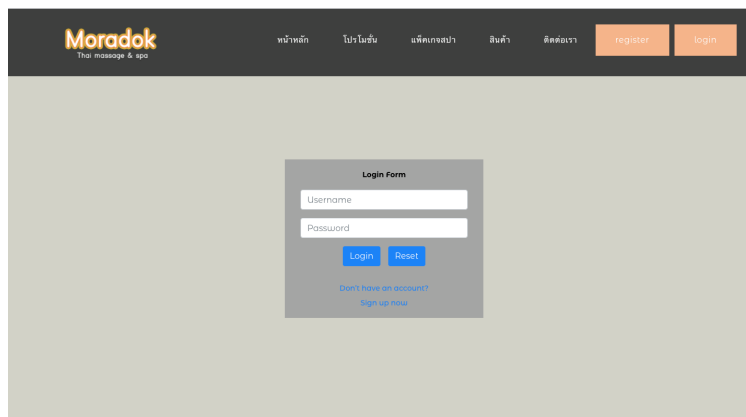 Moradok
Thai massage & spa
หน้าหลัก
โปรโมชั่น
แพ็คเกจสปา
สินค้า
ติดต่อเรา
register
login
Login Form
Username
Password
Login
Reset
Don't have an account?
Sign up now